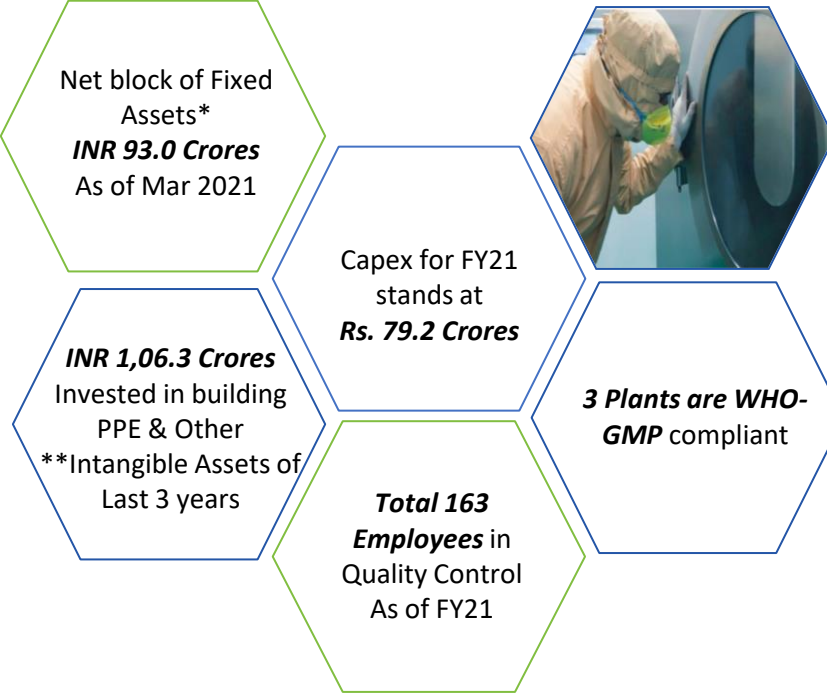 Net block of Fixed
Assets*
INR 93.0 Crores
As of Mar 2021
Capex for FY21
stands at
Rs. 79.2 Crores
INR 1,06.3 Crores
Invested in building
PPE & Other
**Intangible Assets of
Last 3 years
3 Plants are WHO-
GMP compliant
Total 163
Employees in
Quality Control
As of FY21